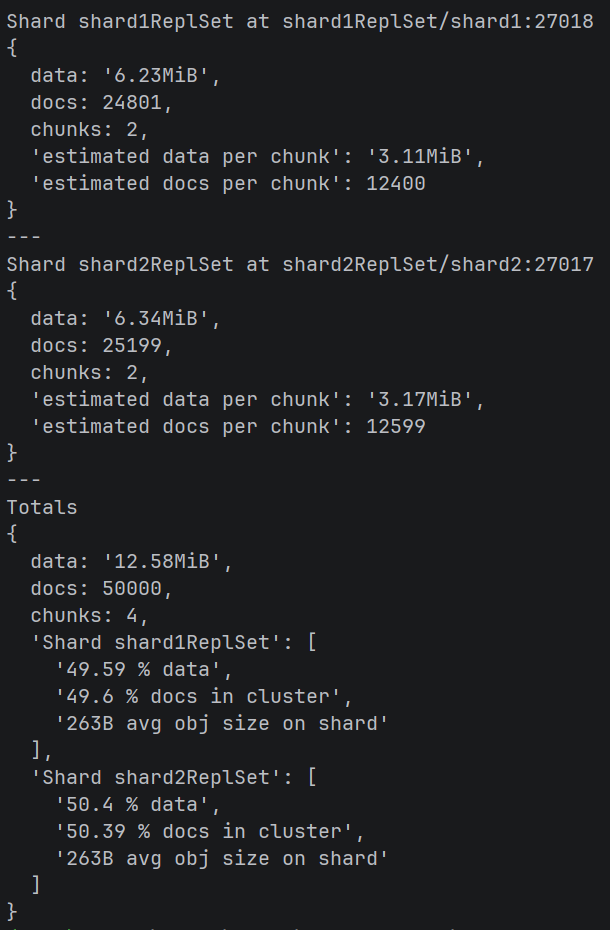 Shard shard1ReplSet at shard1ReplSet/shard1:27018
{
  data: '6.23MiB',
  docs: 24801,
  chunks: 2,
  'estimated data per chunk': '3.11MiB',
  'estimated docs per chunk': 12400
}
---
Shard shard2ReplSet at shard2ReplSet/shard2:27017
{
  data: '6.34MiB',
  docs: 25199,
  chunks: 2,
  'estimated data per chunk': '3.17MiB',
  'estimated docs per chunk': 12599
}
---
Totals
{
  data: '12.58MiB',
  docs: 50000,
  chunks: 4,
  'Shard shard1ReplSet': [
    '49.59 % data',
    '49.6 % docs in cluster',
    '263B avg obj size on shard'
  ],
  'Shard shard2ReplSet': [
    '50.4 % data',
    '50.39 % docs in cluster',
    '263B avg obj size on shard'
  ]
}